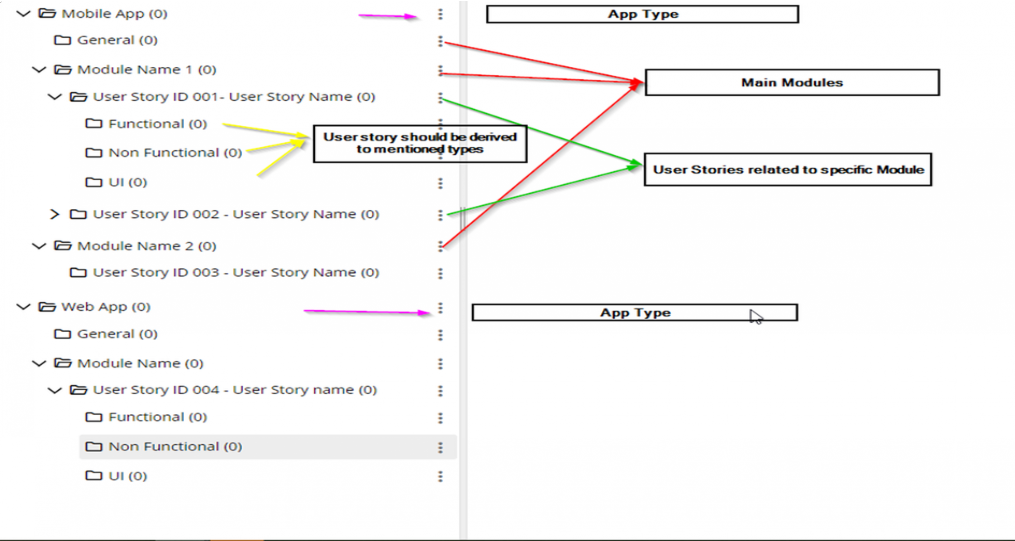 Mobile App (0)
App Type
General (0)
Module Name 1 (0)
Main Modules
User Story ID 001- User Story Name (0)
Functional (0)
User story should be derived
to mentioned types
Non Functional (0)
User Stories related to specific Module
UI (0)
User Story ID 002 - User Story Name (0)
Module Name 2 (0)
User Story ID 003 - User Story Name (0)
Web App (0)
App Type
General (0)
Module Name (0)
User Story ID 004 - User Story name (0)
Functional (0)
Non Functional (0)
UI (0)